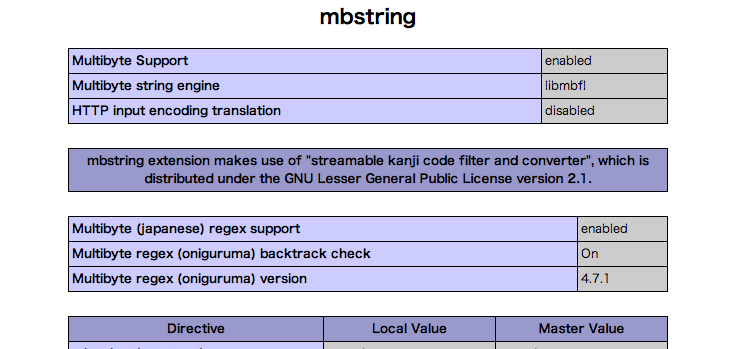 mbstring
Multibyte Support enabled
Multibyte string engine libmbfl
HTTP input encoding translation disabled
mbstring extension makes use of "streamable kanji code filter and converter", which is
distributed under the GNU Lesser General Public License version 2.1.
Multibyte (japanese) regex support enabled
Multibyte regex (oniguruma) backtrack check On
Multibyte regex (oniguruma) version 4.7.1
Directive Local Value Master Value